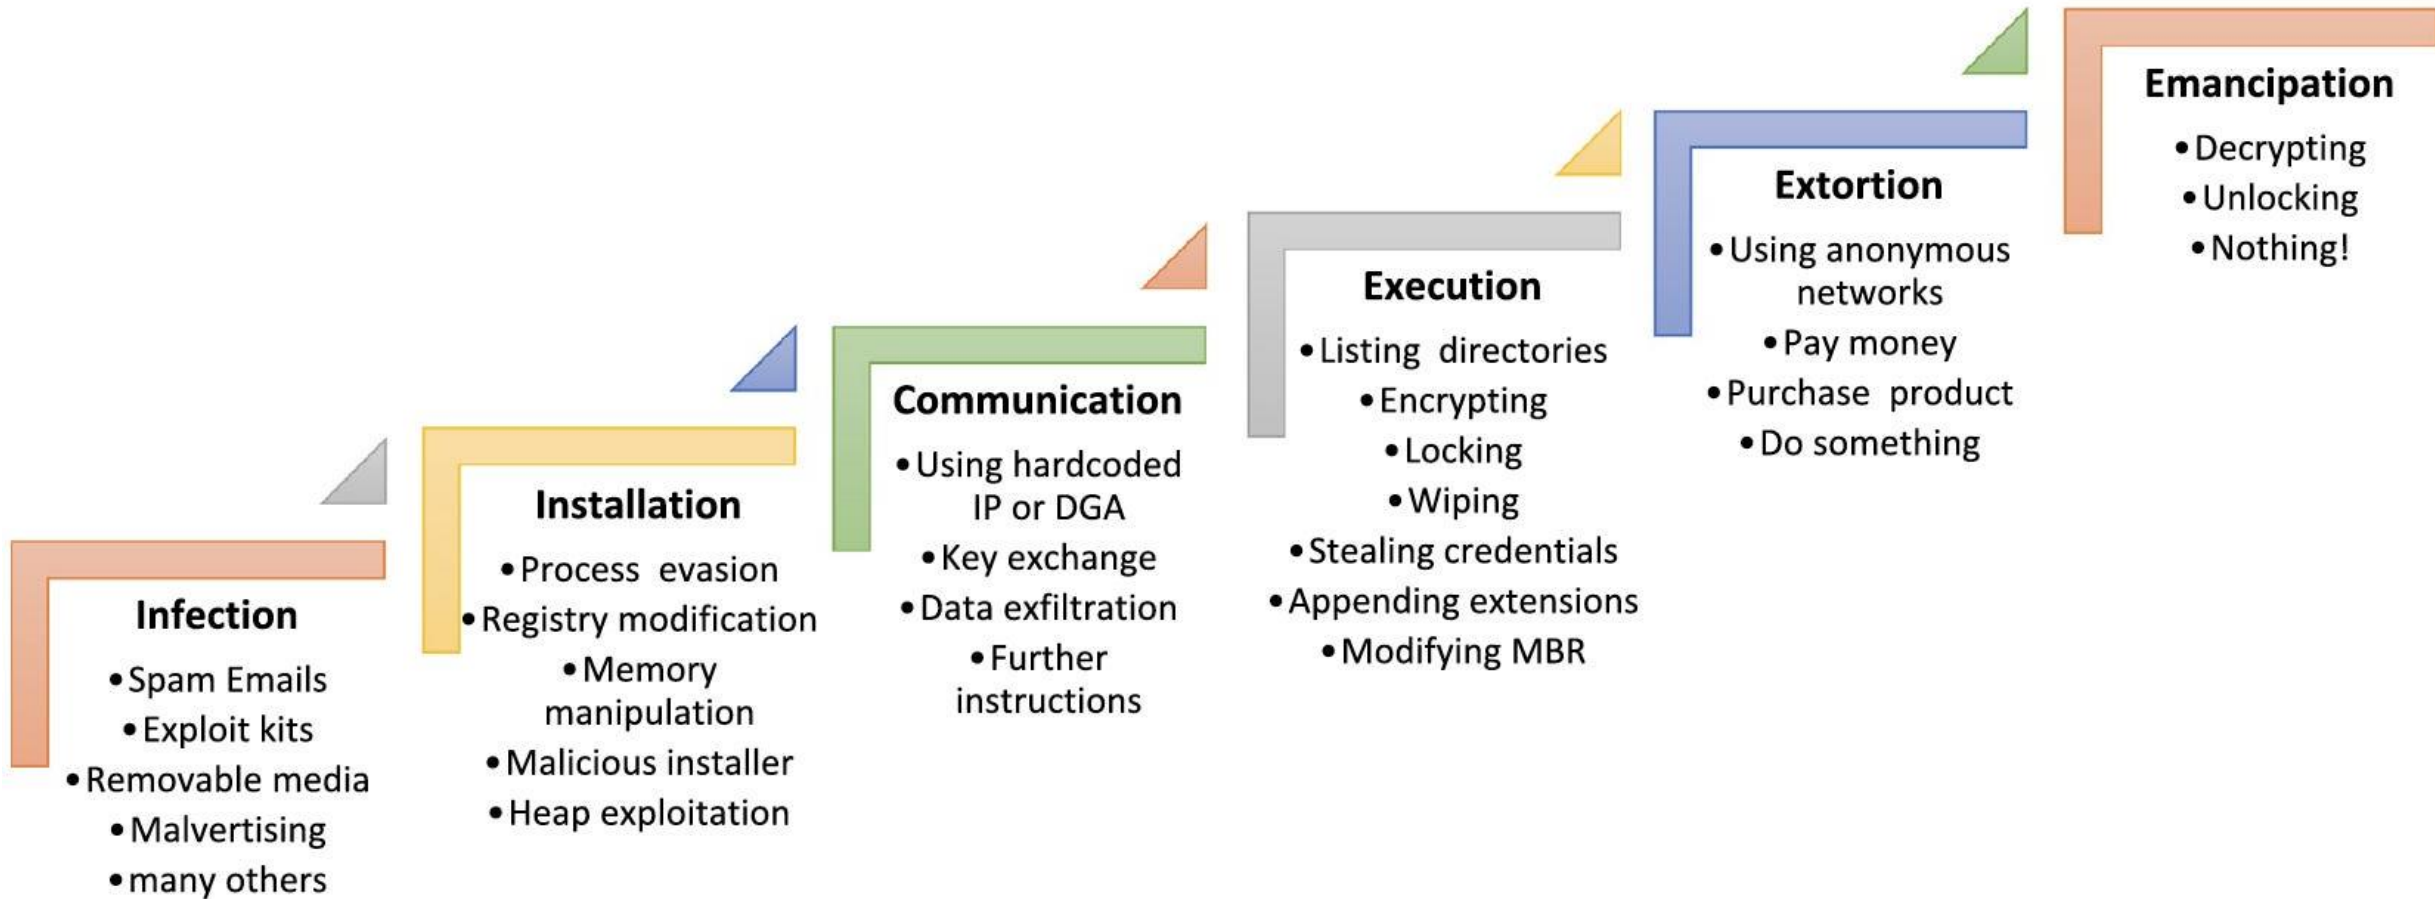 Infection
• Spam Emails
• Exploit kits
• Removable media
• Malvertising
• many others
Installation
• Process evasion
• Registry modification
• Memory
manipulation
• Malicious installer
• Heap exploitation
Communication
• Using hardcoded
IP or DGA
• Key exchange
• Data exfiltration
• Further
instructions
Execution
• Listing directories
• Encrypting
• Locking
• Wiping
• Stealing credentials
• Appending extensions
• Modifying MBR
Extortion
• Using anonymous
networks
• Pay money
• Purchase product
• Do something
Emancipation
• Decrypting
• Unlocking
• Nothing!